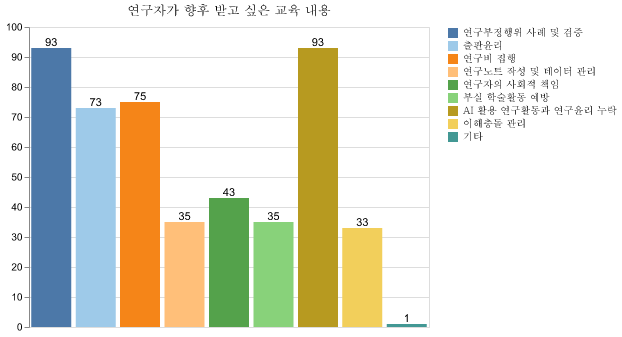 연구자가 향후 받고 싶은 교육 내용
100
90
80
70
60
50
40
30
20
10
0
93
73
75
35
43
35
93
33
1
연구부정행위 사례 및 검증
출판윤리
연구비 집행
연구노트 작성 및 데이터 관리
연구자의 사회적 책임
부실 학술활동 예방
AI 활용 연구활동과 연구윤리 누락
이해충돌 관리
기타